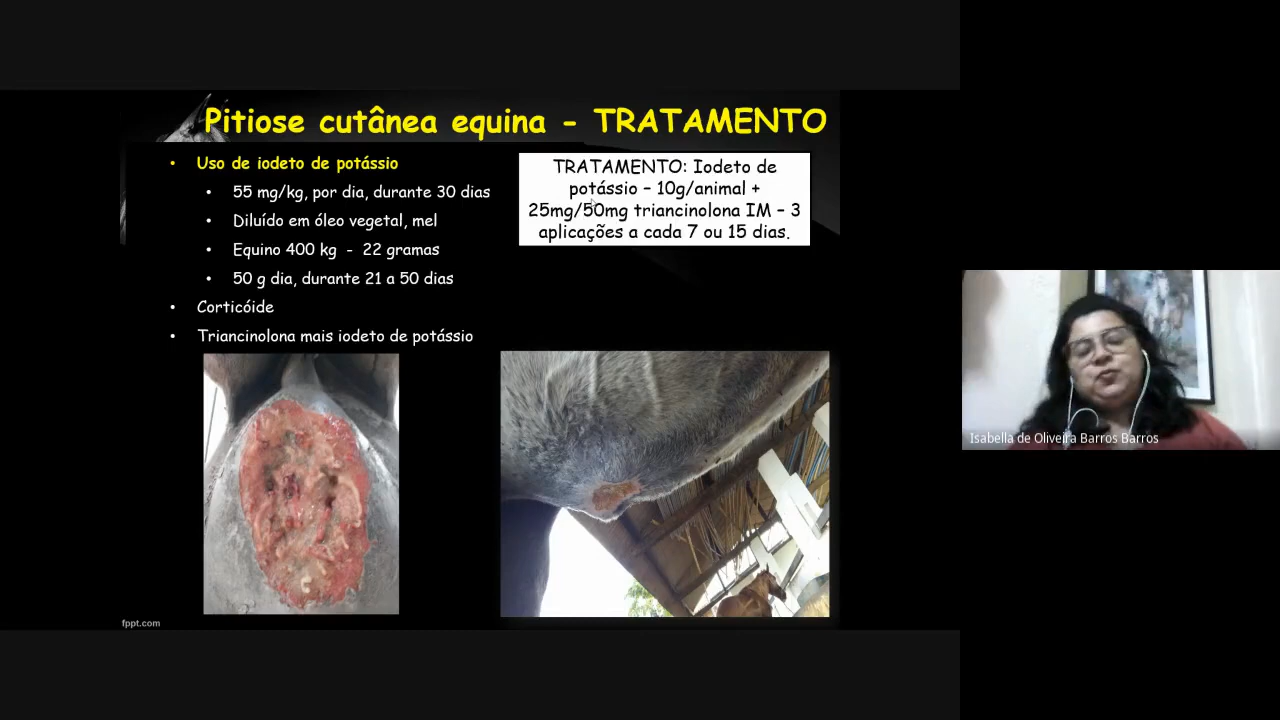 Pitiose cutânea equina - TRATAMENTO
• Uso de iodeto de potássio
• 55 mg/kg, por dia, durante 30 dias
• Diluído em óleo vegetal, mel
• Equino 400 kg - 22 gramas
• 50 g dia, durante 21 a 50 dias
• Corticóide
• Triancinolona mais iodeto de potássio
TRATAMENTO: Iodeto de
potássio – 10g/animal +
25mg/50mg triancinolona IM – 3
aplicações a cada 7 ou 15 dias.
fppt.com
Isabella de Oliveira Barros Barros